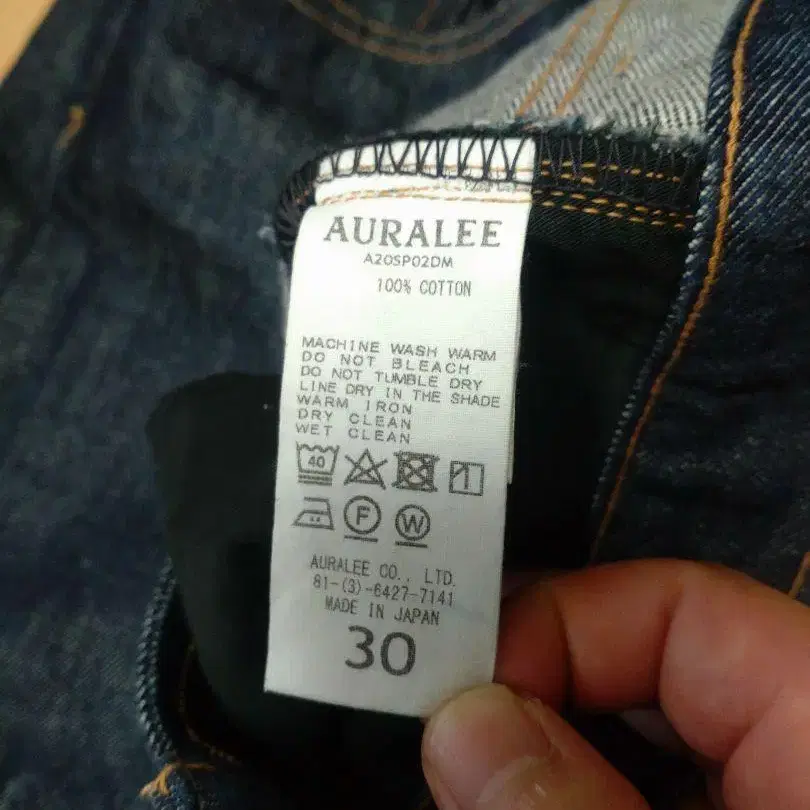 AURALEE
A20SP02DM
100% COTTON
MACHINE WASH WARM
DO NOT BLEACH
DO NOT TUMBLE DRY
LINE DRY IN THE SHADE
WARM IRON
DRY CLEAN
WET CLEAN
40
F W
AURALEE CO., LTD.
81-(3)-6427-7141
MADE IN JAPAN
30